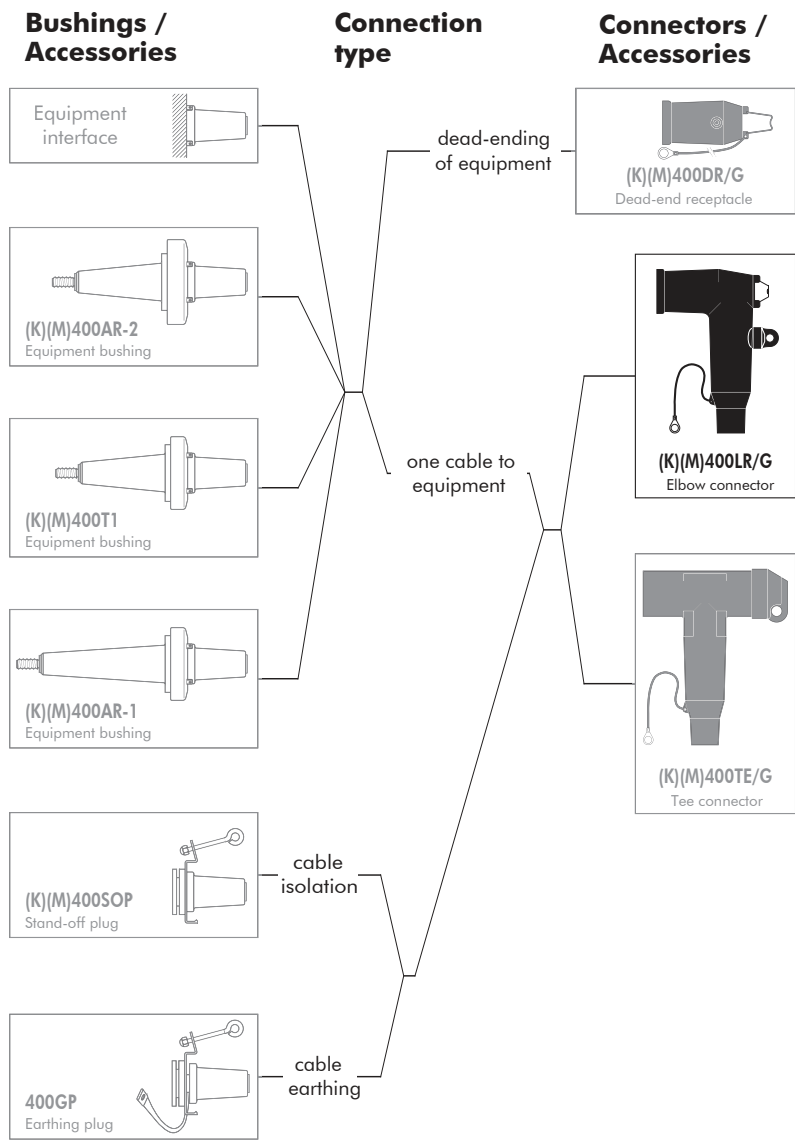 Bushings /
Accessories
Connection
type
Connectors /
Accessories
Equipment
interface
(K)(M)400AR-2
Equipment bushing
(K)(M)400T1
Equipment bushing
(K)(M)400AR-1
Equipment bushing
(K)(M)400SOP
Stand-off plug
400GP
Earthing plug
dead-ending
of equipment
one cable to
equipment
cable
isolation
cable
earthing
(K)(M)400DR/G
Dead-end receptacle
(K)(M)400LR/G
Elbow connector
(K)(M)400TE/G
Tee connector